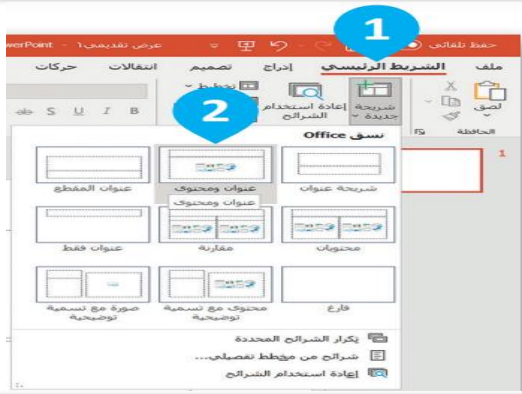 حفظ تلقائي
عرض تقديمي١ - PowerPoint
1
ملف الشريط الرئيسي إدراج تصميم انتقالات حركات
لصق
شريحة جديدة
إعادة استخدام الشرائح
تخطيط
الحافظة
B I U S ab
2
نسق Office
شريحة عنوان
عنوان ومحتوى
عنوان المقطع
عنوان ومحتوى
محتويان
مقارنة
عنوان فقط
فارغ
محتوى مع تسمية توضيحية
صورة مع تسمية توضيحية
تكرار الشرائح المحددة
شرائح من مخطط تفصيلي...
إعادة استخدام الشرائح
1